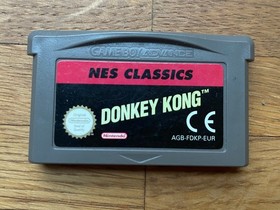 GAME BOY ADVANCE
NES CLASSICS
DONKEY KONG™
Nintendo
CE
AGB-FDKP-EUR